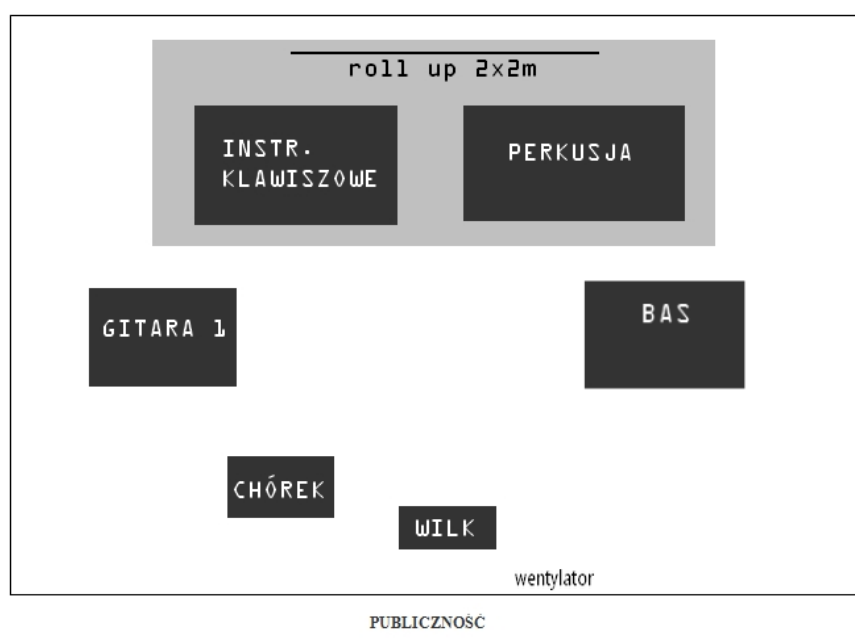 roll up 2x2m
INSTR.
KLAWISZOWE
PERKUSJA
GITARA 1
BAS
CHÓREK
WILK
wentylator
PUBLICZNOŚĆ